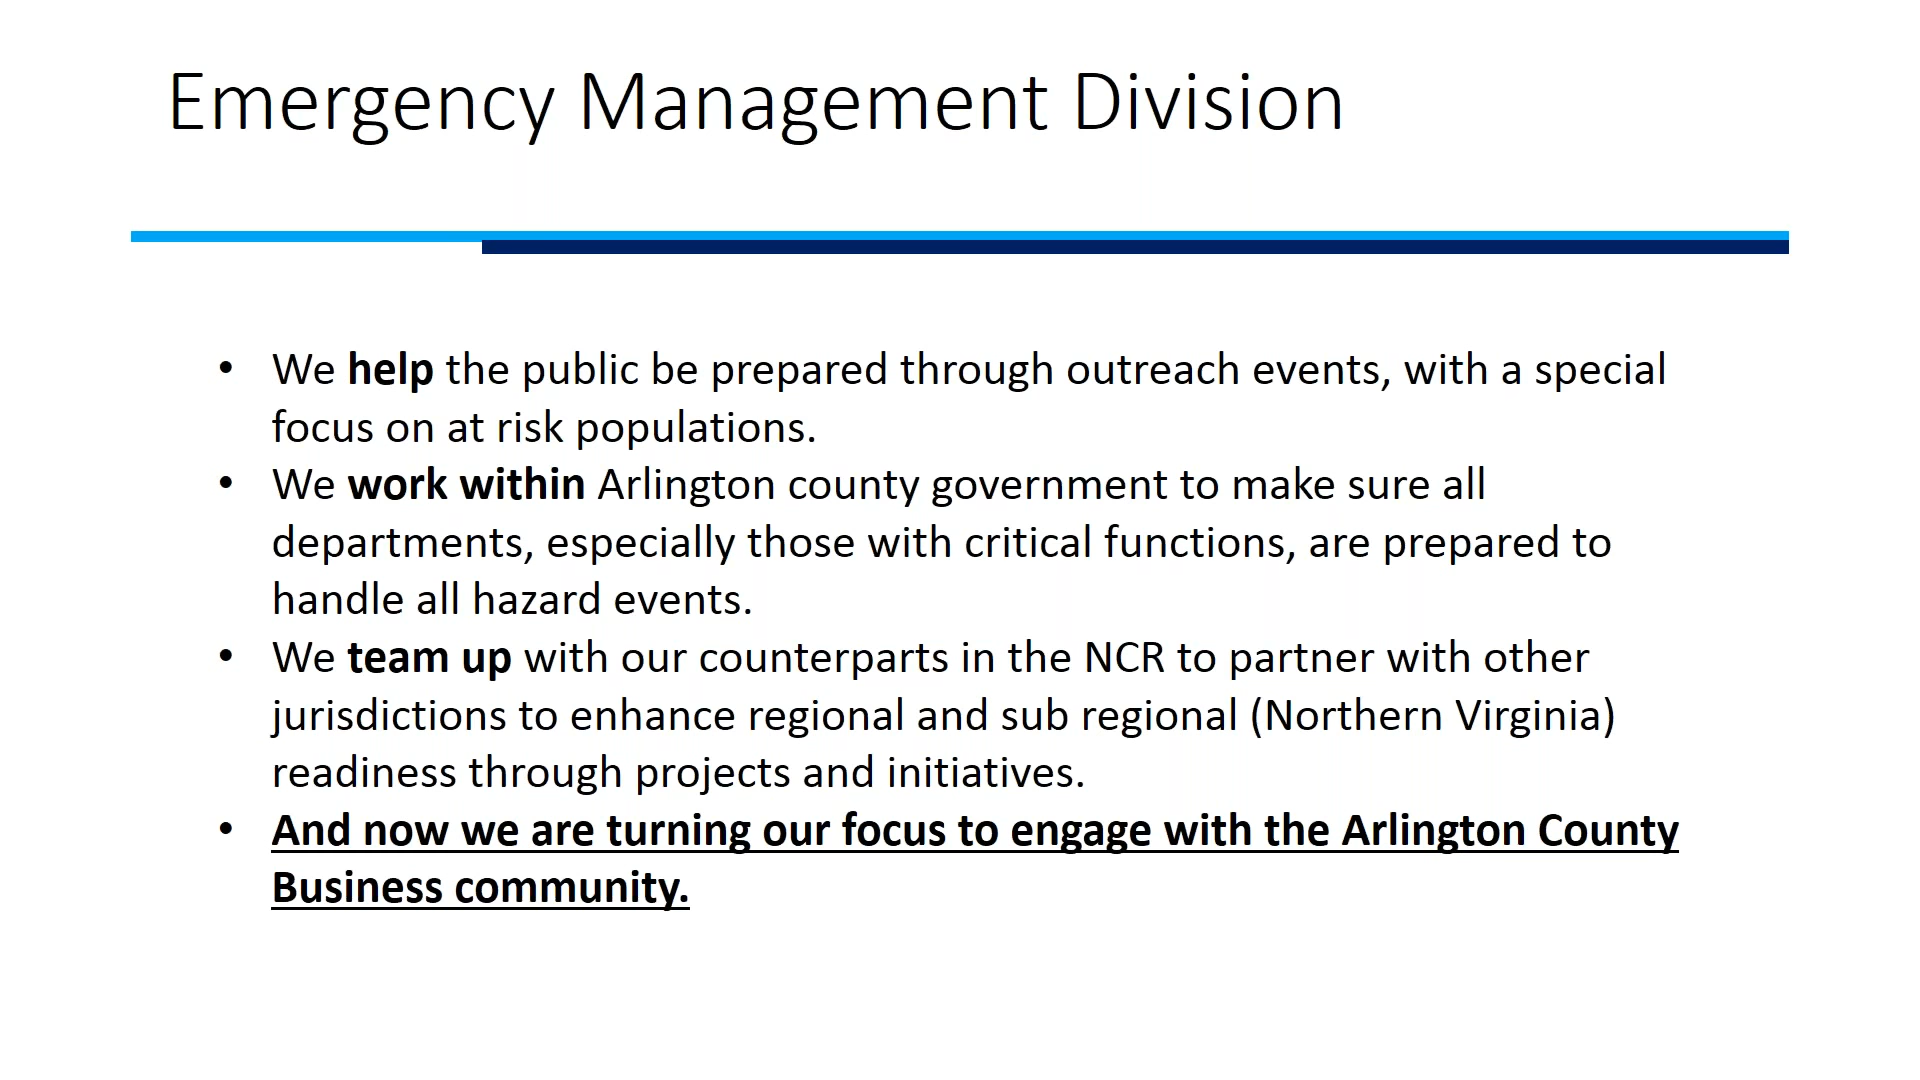 Emergency Management Division
• We help the public be prepared through outreach events, with a special
focus on at risk populations.
• We work within Arlington county government to make sure all
departments, especially those with critical functions, are prepared to
handle all hazard events.
• We team up with our counterparts in the NCR to partner with other
jurisdictions to enhance regional and sub regional (Northern Virginia)
readiness through projects and initiatives.
• And now we are turning our focus to engage with the Arlington County
Business community.